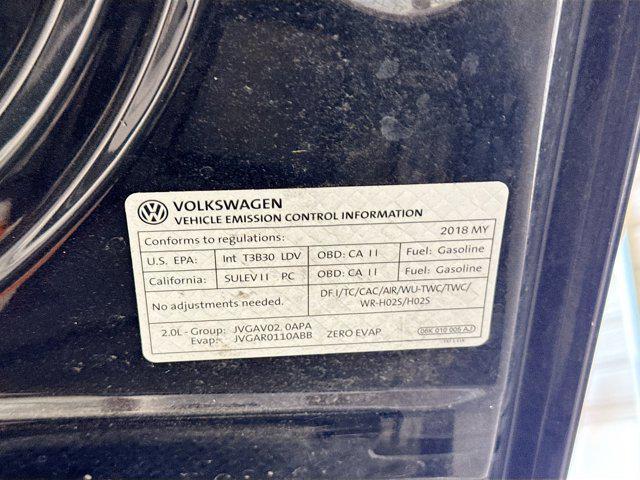 VOLKSWAGEN
VEHICLE EMISSION CONTROL INFORMATION
Conforms to regulations: 2018 MY
U.S. EPA: Int T3B30 LDV OBD: CA II Fuel: Gasoline
California: SULEV II PC OBD: CA II Fuel: Gasoline
No adjustments needed.
DFI/TC/CAC/AIR/WU-TWC/TWC/
WR-HO2S/HO2S
2.0L - Group: JVGAV02.0APA
Evap: JVGAR0110ABB
ZERO EVAP
06K 010 005 AJ